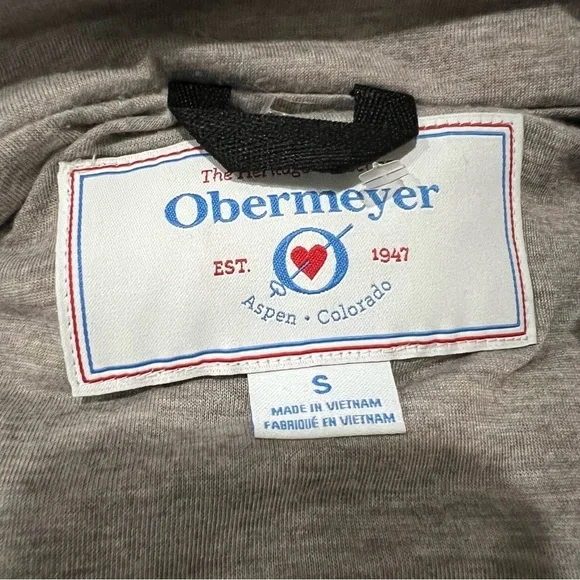 The Heritage
Obermeyer
EST. 1947
Aspen • Colorado
S
MADE IN VIETNAM
FABRIQUÉ EN VIETNAM